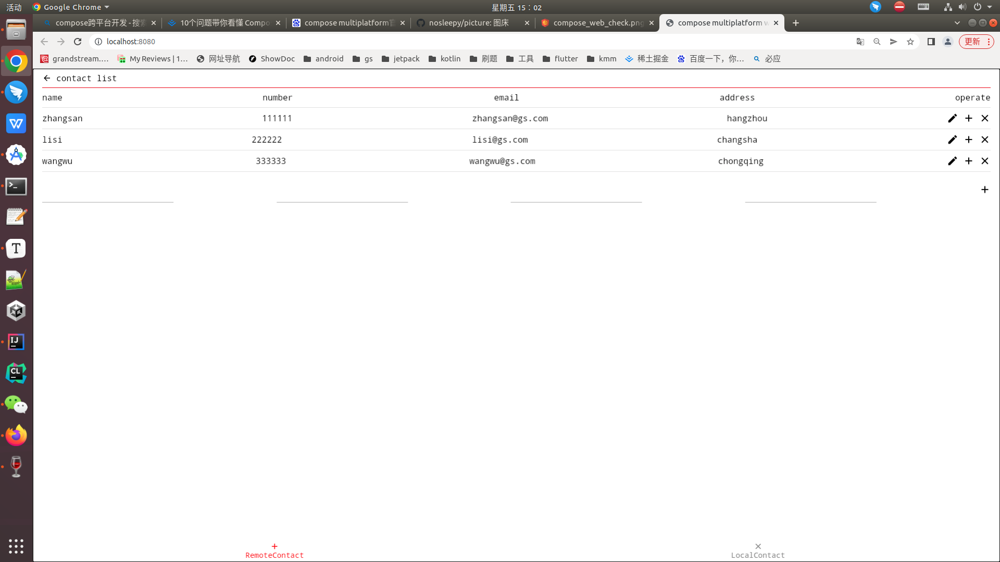 活动 Google Chrome 星期五 15：02
compose跨平台开发 - 搜索 10个问题带你看懂 Compo compose multiplatform官 nosleepy/picture: 图床 compose_web_check.png compose multiplatform w
localhost:8080 更新
grandstream.… My Reviews | 1… 网址导航 ShowDoc android gs jetpack kotlin 刷题 工具 flutter kmm 稀土掘金 百度一下，你… 必应
contact list
name number email address operate
zhangsan 111111 zhangsan@gs.com hangzhou
lisi 222222 lisi@gs.com changsha
wangwu 333333 wangwu@gs.com chongqing
RemoteContact LocalContact